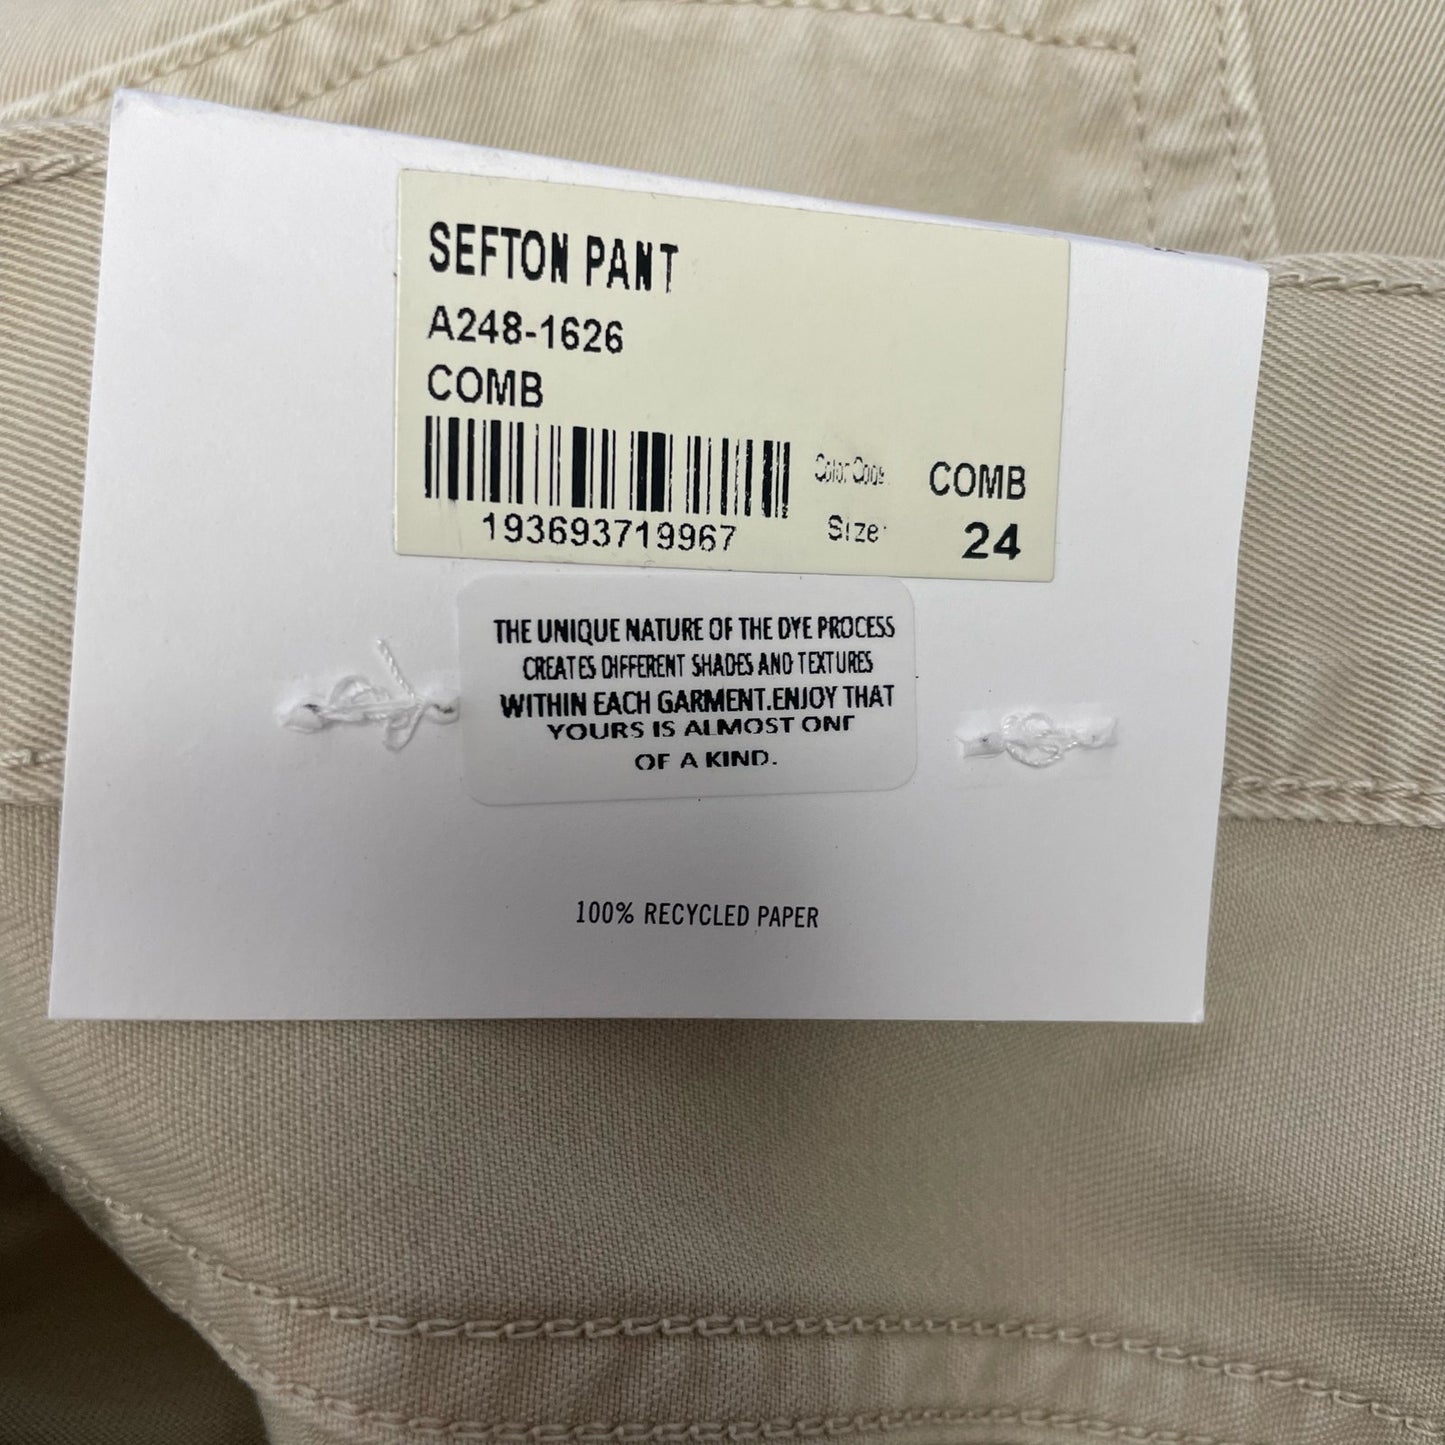 SEFTON PANT
A248-1626
COMB
193693719967
Color Code: COMB
Size: 24
THE UNIQUE NATURE OF THE DYE PROCESS
CREATES DIFFERENT SHADES AND TEXTURES
WITHIN EACH GARMENT.ENJOY THAT
YOURS IS ALMOST ONE
OF A KIND.
100% RECYCLED PAPER